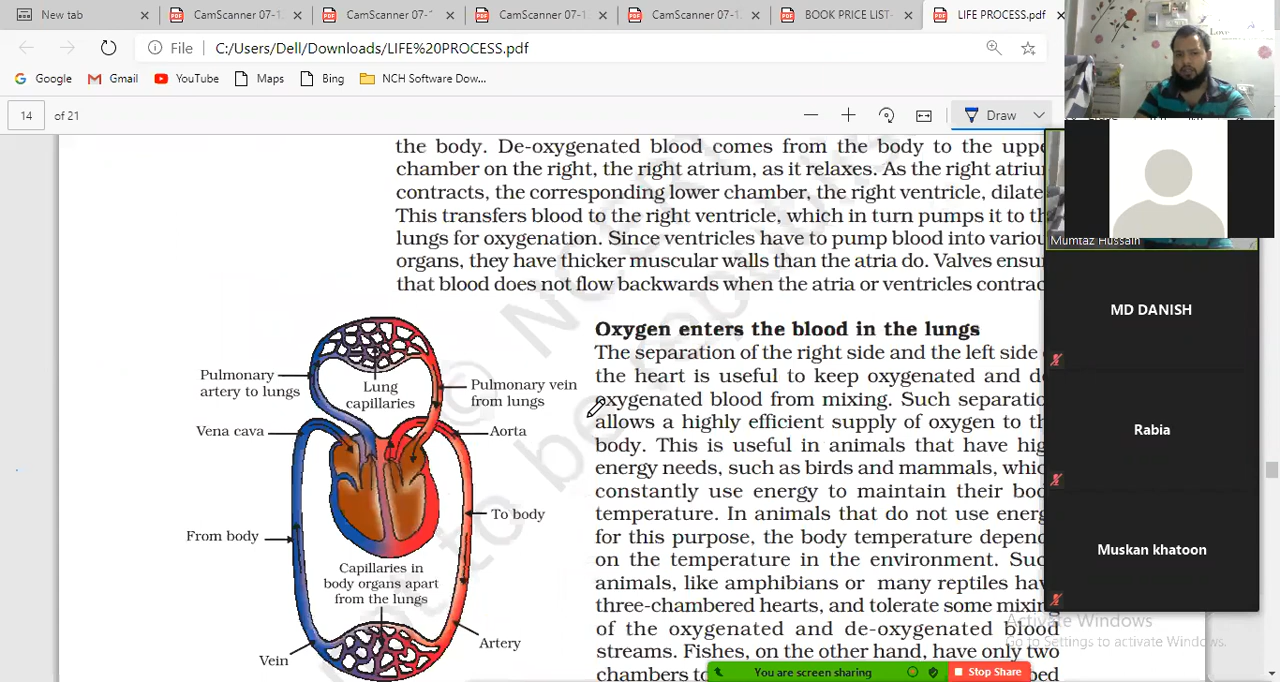 New tab
CamScanner 07-1
CamScanner 07-
CamScanner 07-1
CamScanner 07-1
BOOK PRICE LIST-
LIFE PROCESS.pdf
File
C:/Users/Dell/Downloads/LIFE%20PROCESS.pdf
Google
Gmail
YouTube
Maps
Bing
NCH Software Dow...
14
of 21
Draw
the body. De-oxygenated blood comes from the body to the uppe
chamber on the right, the right atrium, as it relaxes. As the right atriu
contracts, the corresponding lower chamber, the right ventricle, dilate
This transfers blood to the right ventricle, which in turn pumps it to th
lungs for oxygenation. Since ventricles have to pump blood into variou
organs, they have thicker muscular walls than the atria do. Valves ensur
that blood does not flow backwards when the atria or ventricles contrac
Oxygen enters the blood in the lungs
The separation of the right side and the left side
the heart is useful to keep oxygenated and de
oxygenated blood from mixing. Such separatio
allows a highly efficient supply of oxygen to th
body. This is useful in animals that have hig
energy needs, such as birds and mammals, whic
constantly use energy to maintain their bod
temperature. In animals that do not use energ
for this purpose, the body temperature depend
on the temperature in the environment. Suc
animals, like amphibians or many reptiles hav
three-chambered hearts, and tolerate some mixin
of the oxygenated and de-oxygenated blood
streams. Fishes, on the other hand, have only two
chambers to
Pulmonary
artery to lungs
Lung
capillaries
Pulmonary vein
from lungs
Vena cava
Aorta
To body
From body
Capillaries in
body organs apart
from the lungs
Artery
Vein
© NCERT
not to be republis
Love
Mumtaz Hussain
MD DANISH
Rabia
Muskan khatoon
Activate Windows
Go to Settings to activate Windows.
You are screen sharing
Stop Share